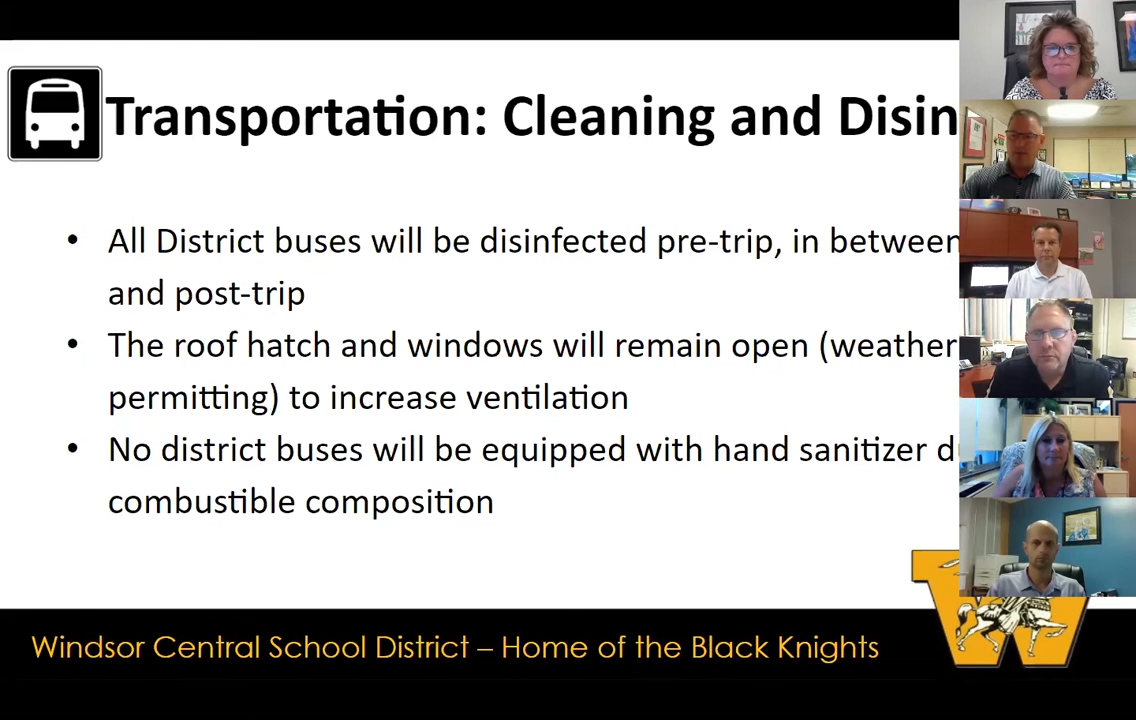 Transportation: Cleaning and Disin
• All District buses will be disinfected pre-trip, in between
and post-trip
• The roof hatch and windows will remain open (weather
permitting) to increase ventilation
• No district buses will be equipped with hand sanitizer d
combustible composition
W
Windsor Central School District – Home of the Black Knights